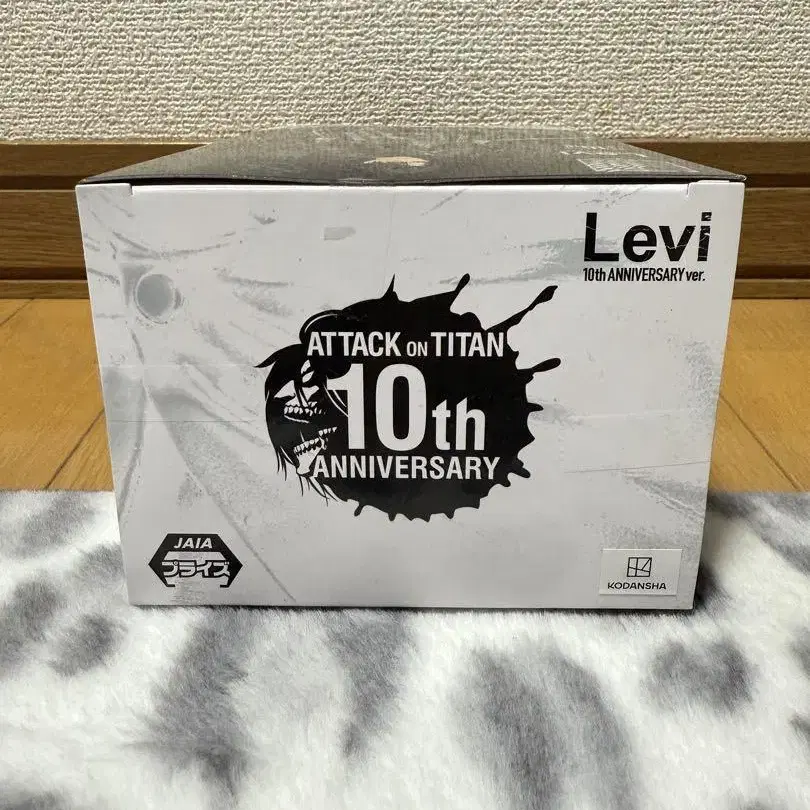 Levi
10th ANNIVERSARY ver.
ATTACK ON TITAN
10th
ANNIVERSARY
JAIA
プライズ
KODANSHA